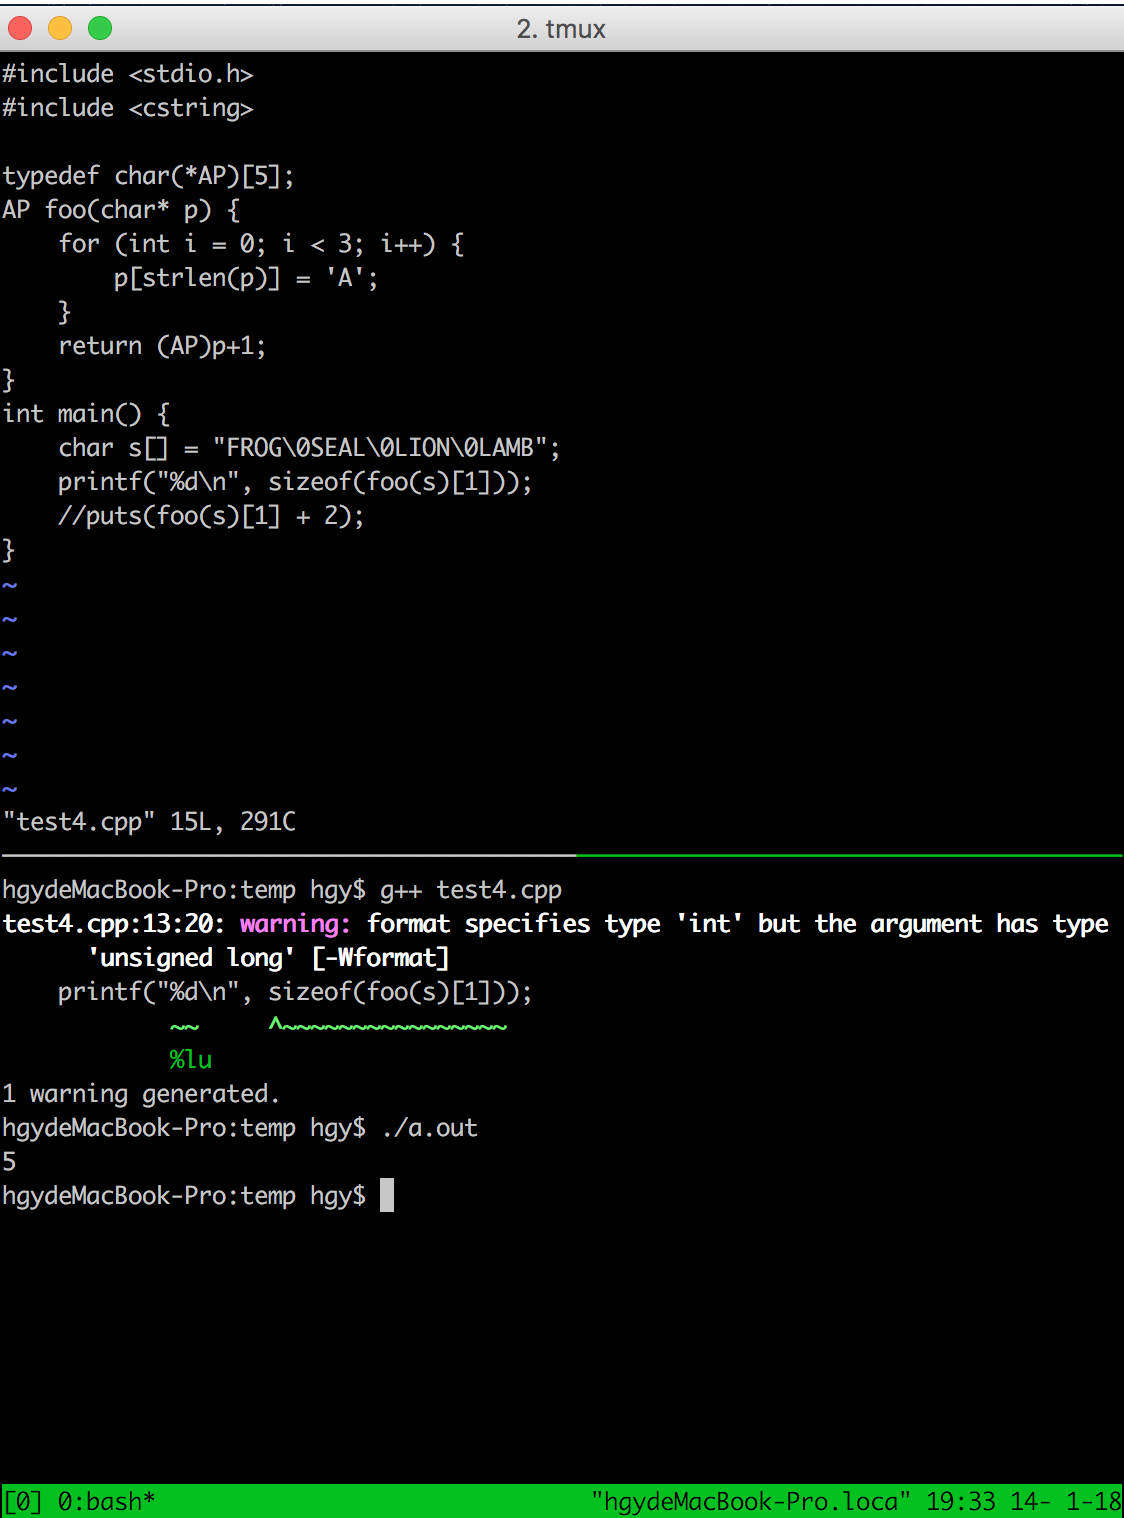 2. tmux
#include <stdio.h>
#include <cstring>

typedef char(*AP)[5];
AP foo(char* p) {
    for (int i = 0; i < 3; i++) {
        p[strlen(p)] = 'A';
    }
    return (AP)p+1;
}
int main() {
    char s[] = "FROG\0SEAL\0LION\0LAMB";
    printf("%d\n", sizeof(foo(s)[1]));
    //puts(foo(s)[1] + 2);
}
~
~
~
~
~
~
~
"test4.cpp" 15L, 291C
hgydeMacBook-Pro:temp hgy$ g++ test4.cpp
test4.cpp:13:20: warning: format specifies type 'int' but the argument has type
      'unsigned long' [-Wformat]
    printf("%d\n", sizeof(foo(s)[1]));
            ~~     ^~~~~~~~~~~~~~~~~
            %lu
1 warning generated.
hgydeMacBook-Pro:temp hgy$ ./a.out
5
hgydeMacBook-Pro:temp hgy$
[0] 0:bash* "hgydeMacBook-Pro.loca" 19:33 14- 1-18